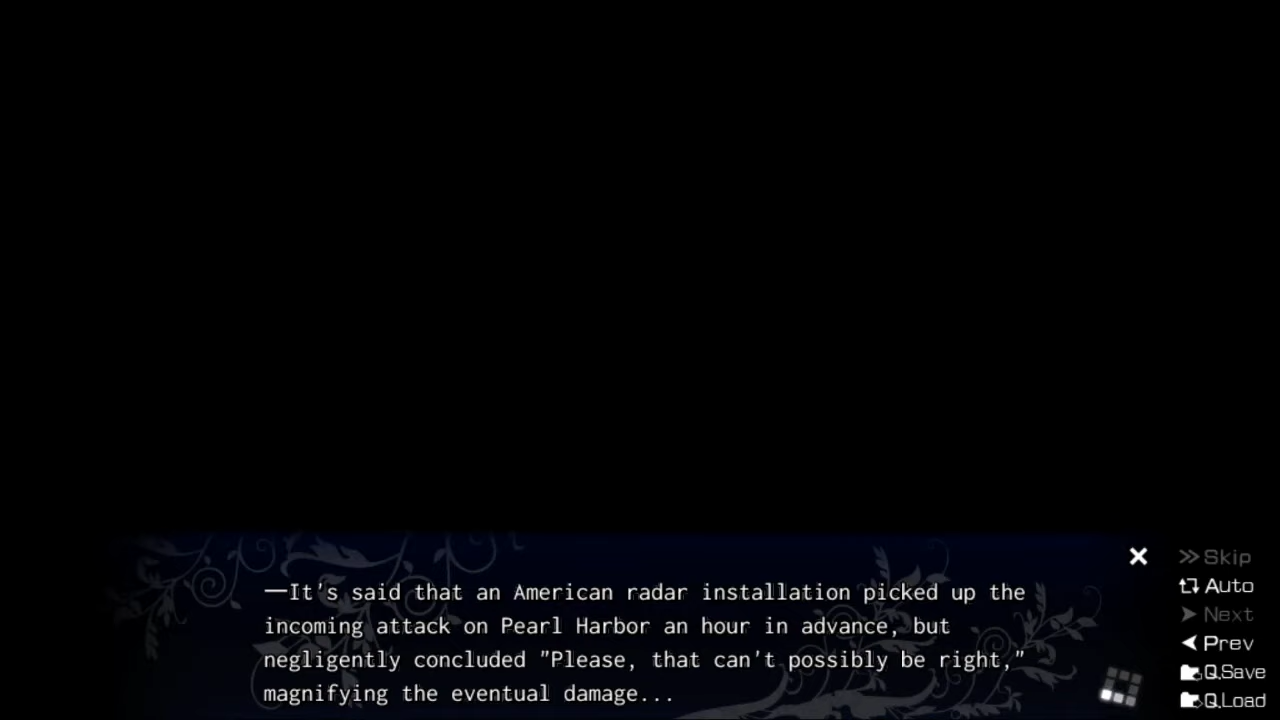 —It's said that an American radar installation picked up the
incoming attack on Pearl Harbor an hour in advance, but
negligently concluded "Please, that can't possibly be right,"
magnifying the eventual damage...
Skip
Auto
Next
Prev
Q.Save
Q.Load